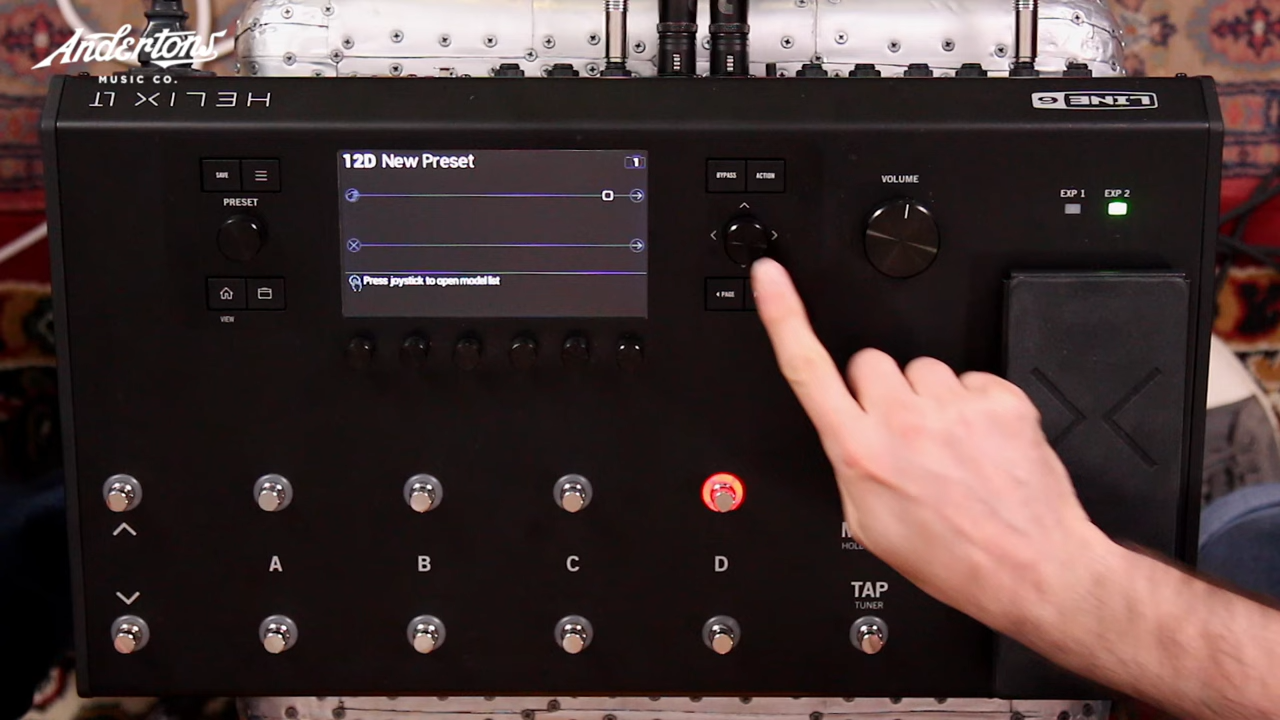 Andertons
MUSIC CO.
HELIX LT
LINE 6
12D New Preset
1
Press joystick to open model list
SAVE
PRESET
VIEW
BYPASS
ACTION
PAGE
VOLUME
EXP 1
EXP 2
A
B
C
D
TAP
TUNER